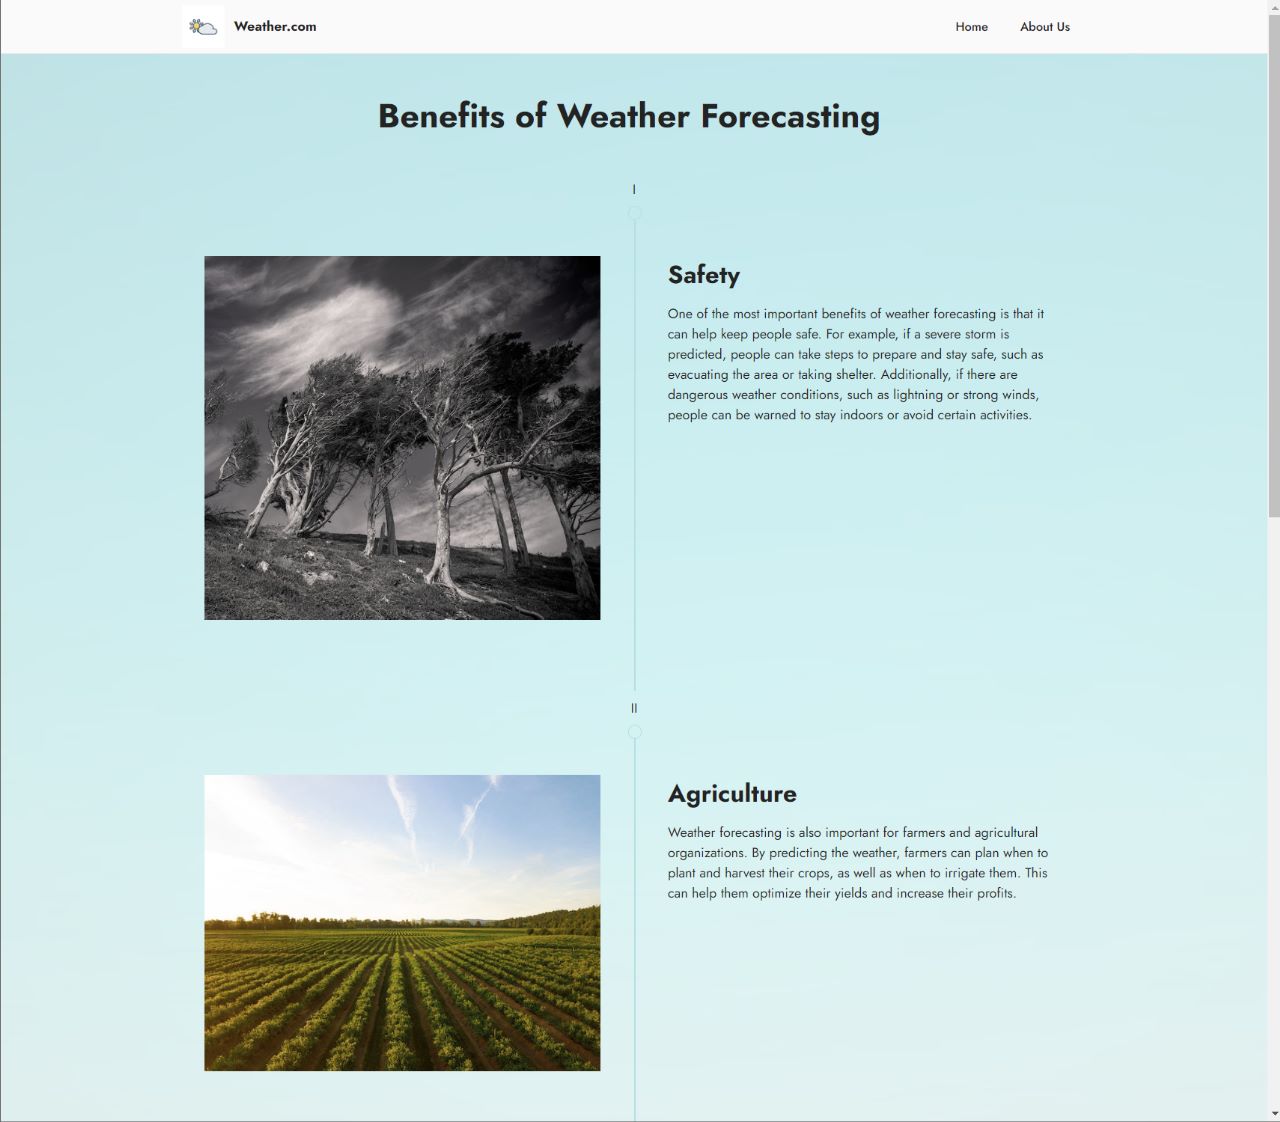 Weather.com
Home
About Us
Benefits of Weather Forecasting
I
Safety
One of the most important benefits of weather forecasting is that it
can help keep people safe. For example, if a severe storm is
predicted, people can take steps to prepare and stay safe, such as
evacuating the area or taking shelter. Additionally, if there are
dangerous weather conditions, such as lightning or strong winds,
people can be warned to stay indoors or avoid certain activities.
II
Agriculture
Weather forecasting is also important for farmers and agricultural
organizations. By predicting the weather, farmers can plan when to
plant and harvest their crops, as well as when to irrigate them. This
can help them optimize their yields and increase their profits.